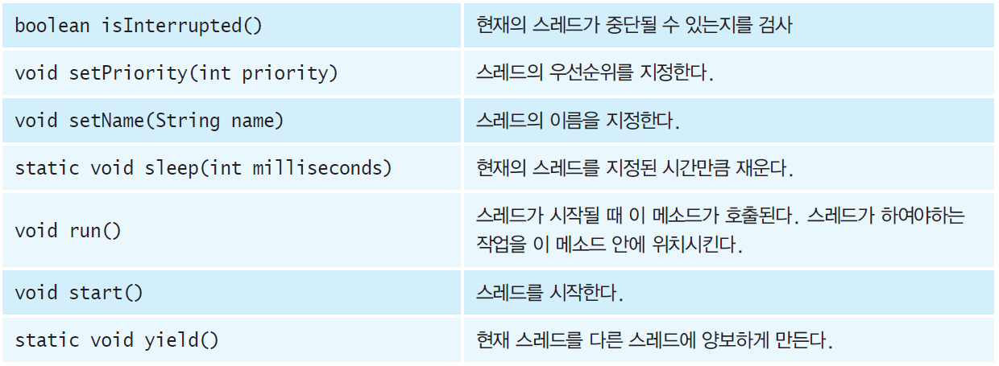 boolean isInterrupted() 현재의 스레드가 중단될 수 있는지를 검사
void setPriority(int priority) 스레드의 우선순위를 지정한다.
void setName(String name) 스레드의 이름을 지정한다.
static void sleep(int milliseconds) 현재의 스레드를 지정된 시간만큼 재운다.
void run() 스레드가 시작될 때 이 메소드가 호출된다. 스레드가 하여야하는
작업을 이 메소드 안에 위치시킨다.
void start() 스레드를 시작한다.
static void yield() 현재 스레드를 다른 스레드에 양보하게 만든다.